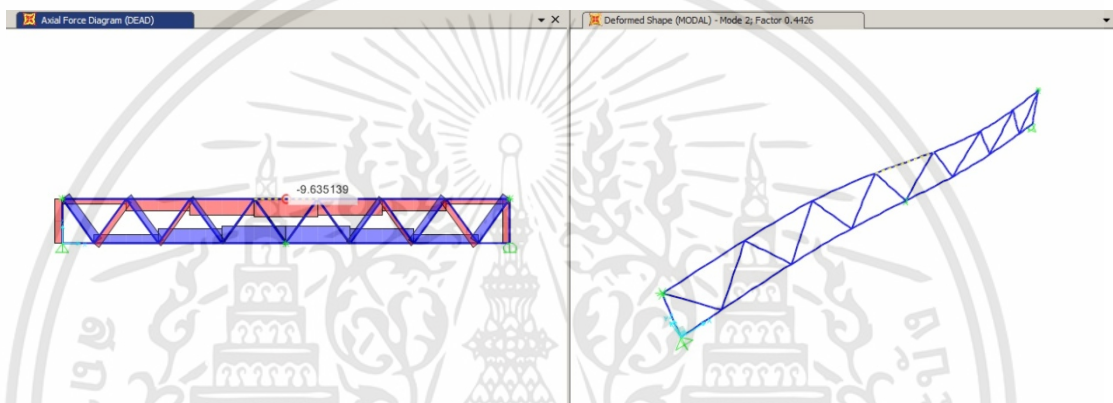 Axial Force Diagram (DEAD)
Deformed Shape (MODAL) - Mode 2; Factor 0.4426
-9.635139